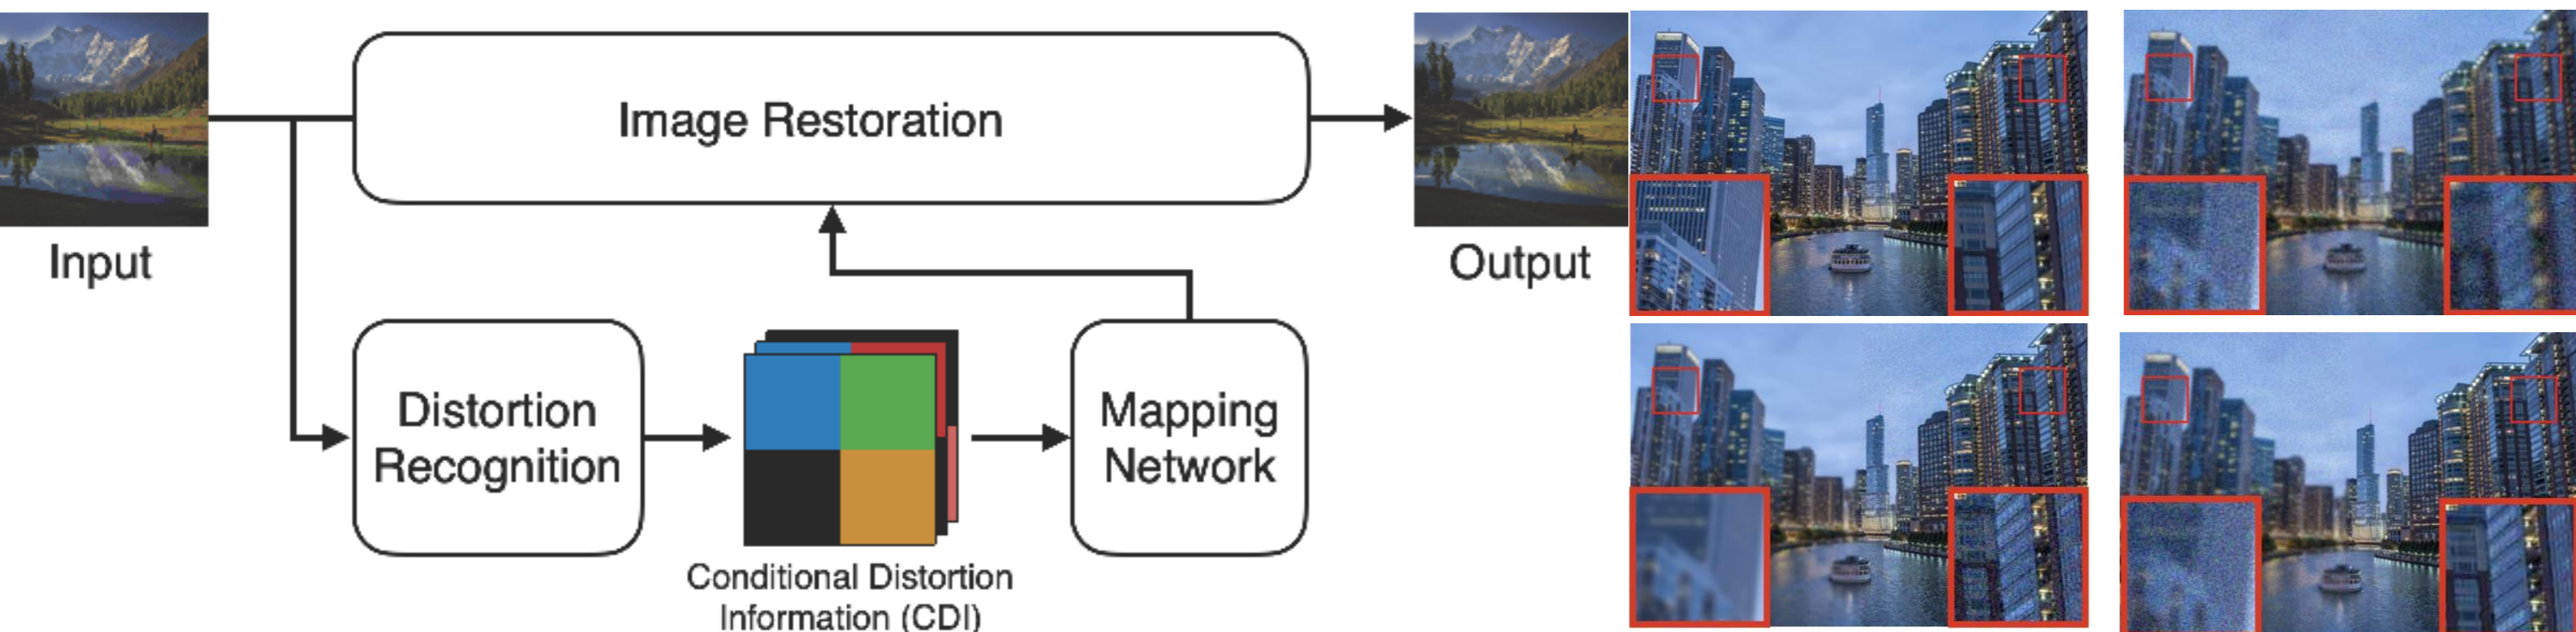 Image Restoration
Input
Output
Distortion
Recognition
Mapping
Network
Conditional Distortion
Information (CDI)